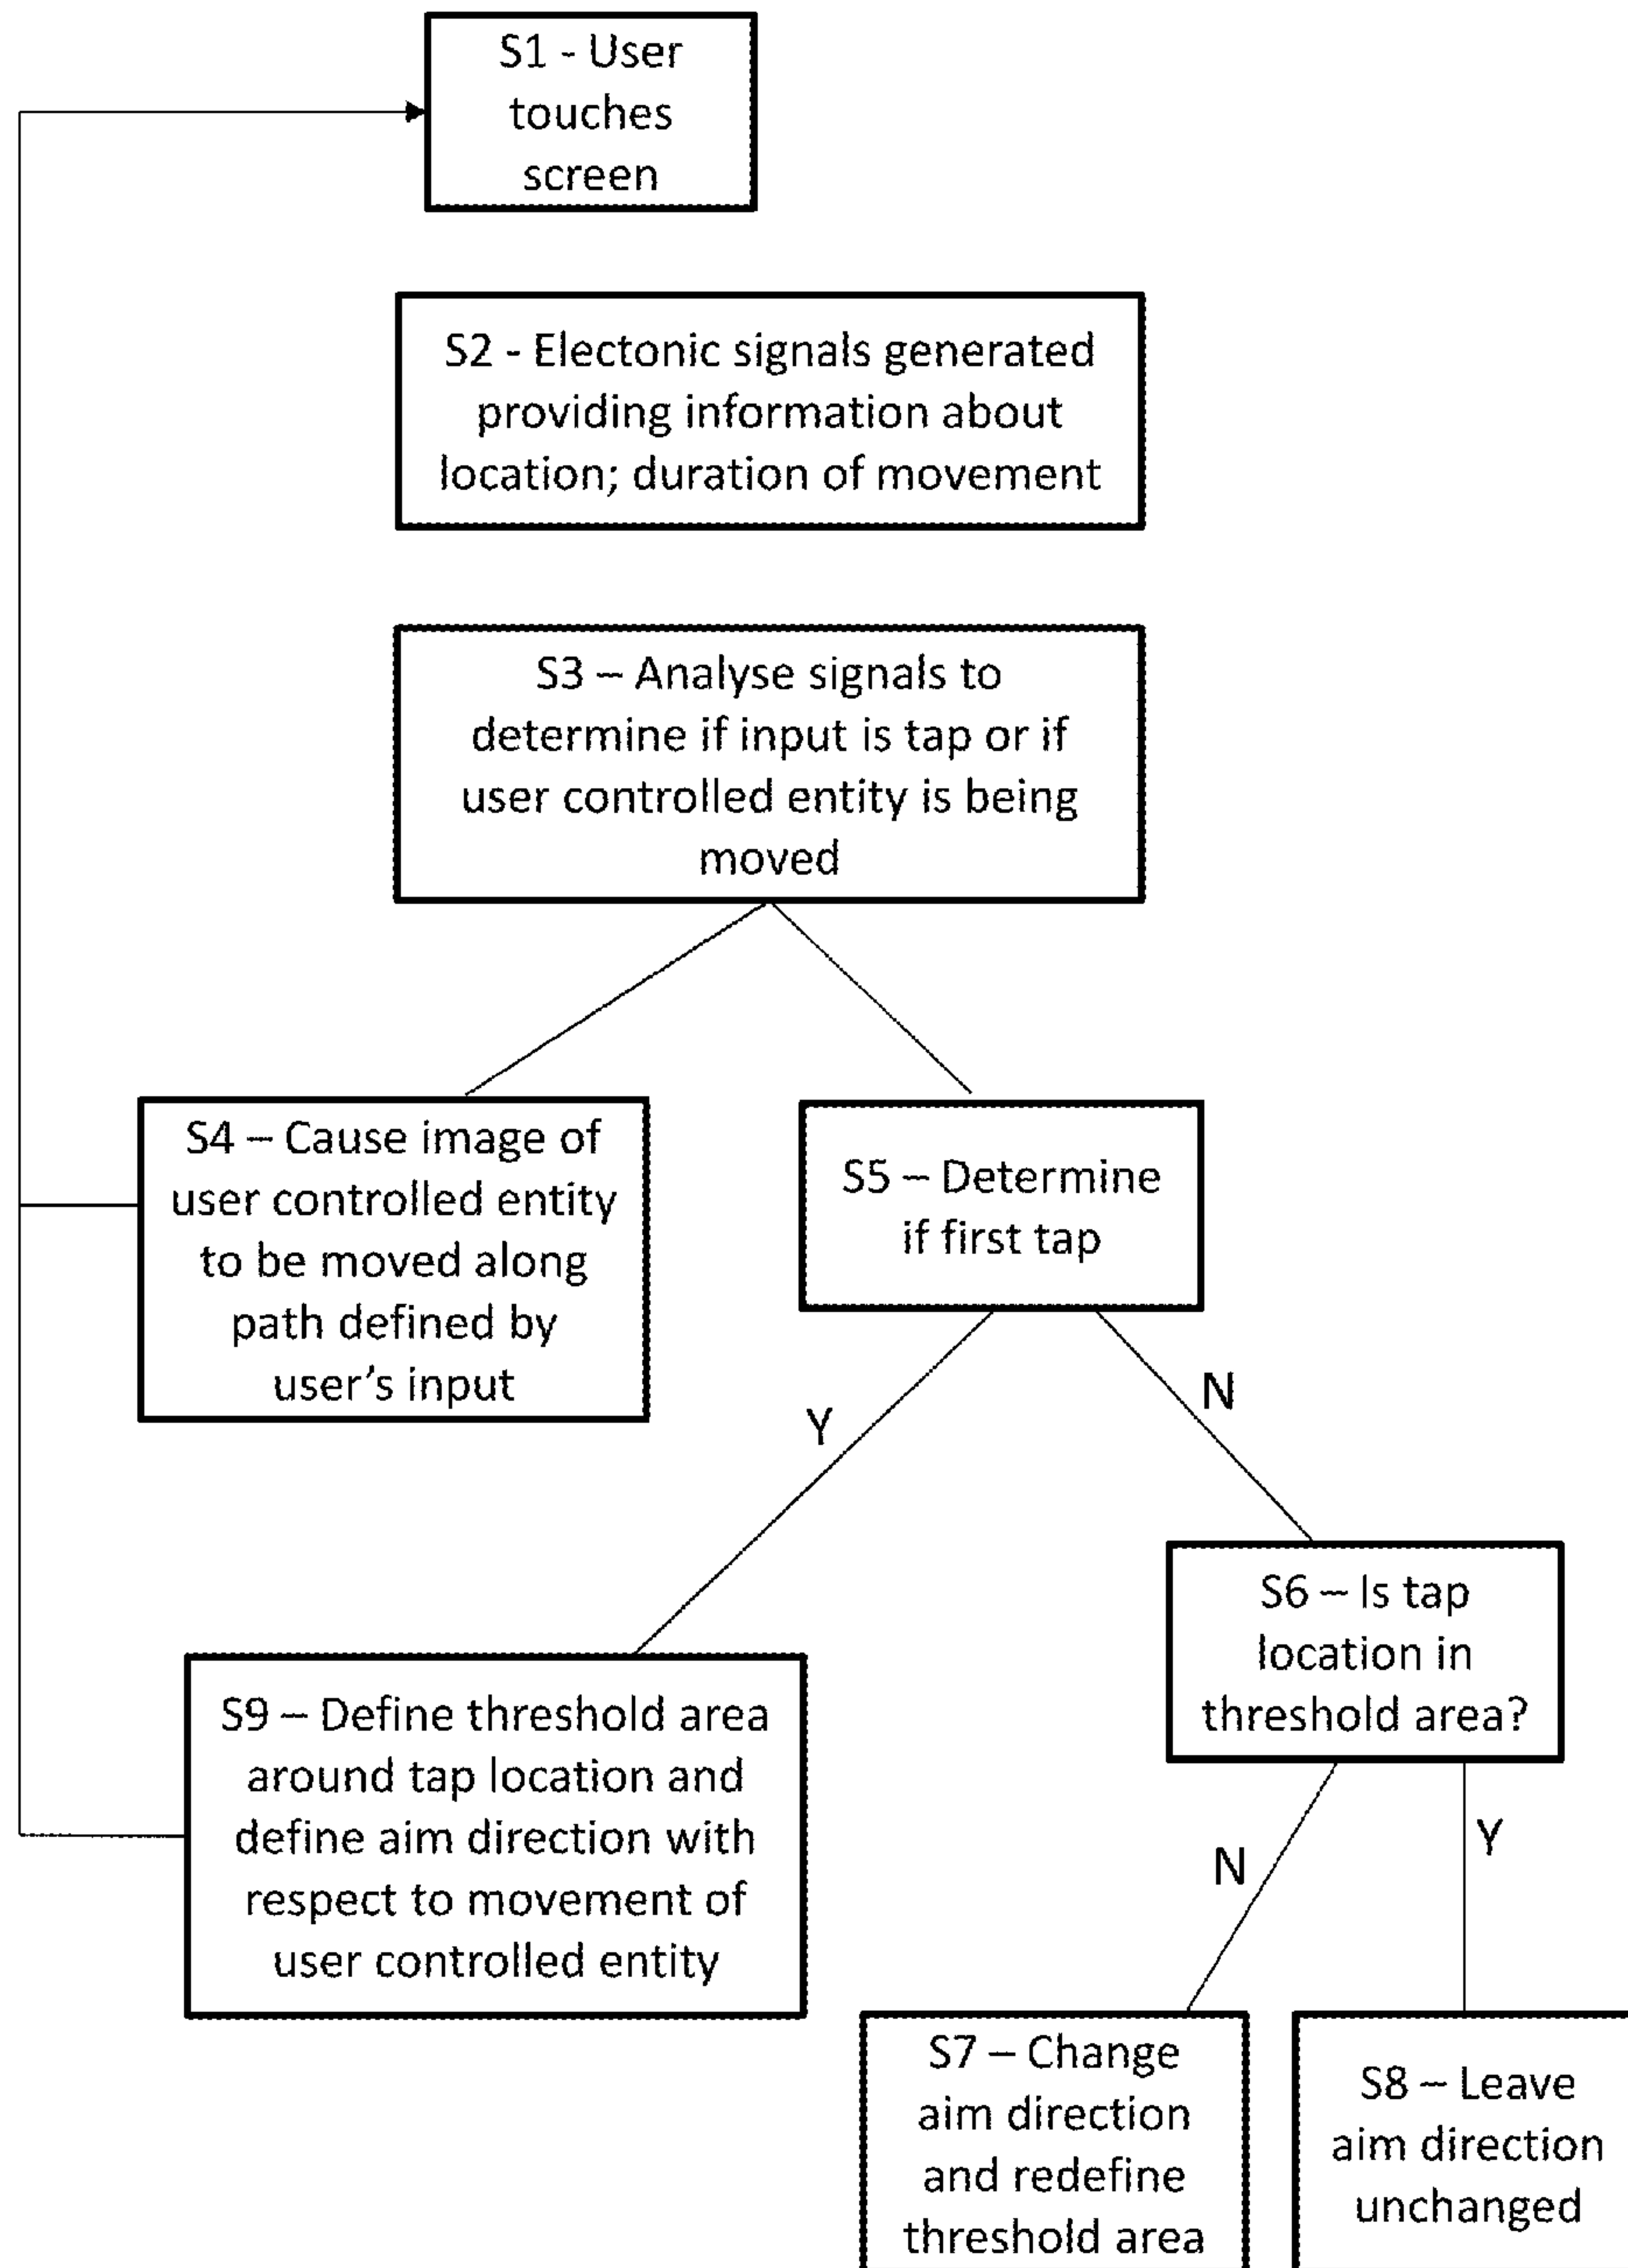 S1 - User
touches
screen
S2 - Electonic signals generated
providing information about
location; duration of movement
S3 – Analyse signals to
determine if input is tap or if
user controlled entity is being
moved
S4 – Cause image of
user controlled entity
to be moved along
path defined by
user's input
S5 – Determine
if first tap
Y
N
S6 – Is tap
location in
threshold area?
S9 – Define threshold area
around tap location and
define aim direction with
respect to movement of
user controlled entity
N
Y
S7 – Change
aim direction
and redefine
threshold area
S8 – Leave
aim direction
unchanged